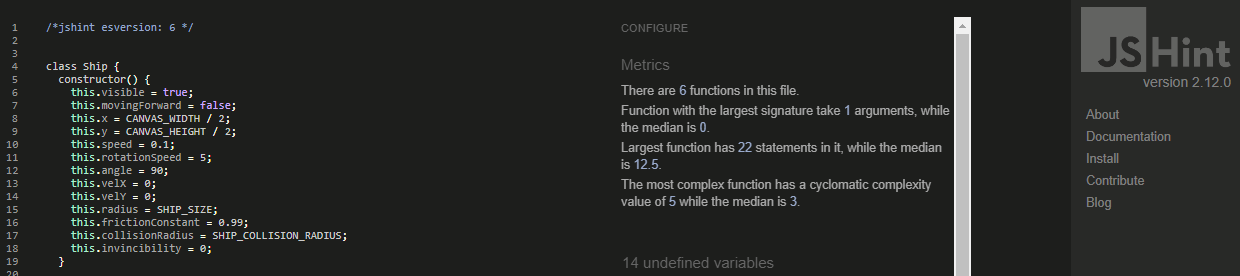 1 /*jshint esversion: 6 */
2
3
4 class Ship {
5 constructor() {
6 this.visible = true;
7 this.movingForward = false;
8 this.x = CANVAS_WIDTH / 2;
9 this.y = CANVAS_HEIGHT / 2;
10 this.speed = 0.1;
11 this.rotationSpeed = 5;
12 this.angle = 90;
13 this.velX = 0;
14 this.velY = 0;
15 this.radius = SHIP_SIZE;
16 this.frictionConstant = 0.99;
17 this.collisionRadius = SHIP_COLLISION_RADIUS;
18 this.invincibility = 0;
19 }
20
CONFIGURE
Metrics
There are 6 functions in this file.
Function with the largest signature take 1 arguments, while
the median is 0.
Largest function has 22 statements in it, while the median
is 12.5.
The most complex function has a cyclomatic complexity
value of 5 while the median is 3.
14 undefined variables
JSHint
version 2.12.0
About
Documentation
Install
Contribute
Blog